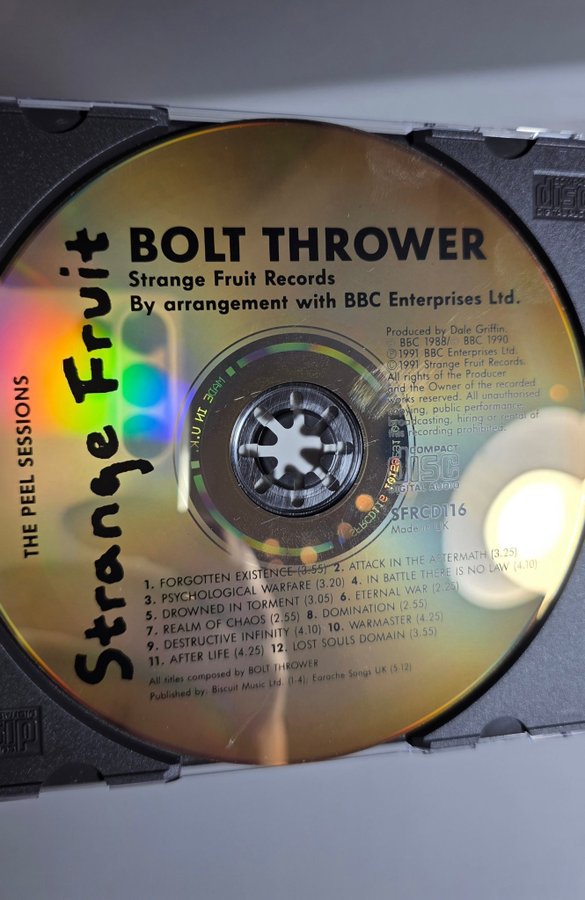 BOLT THROWER
Strange Fruit Records
By arrangement with BBC Enterprises Ltd.
Strange Fruit
THE PEEL SESSIONS
Produced by Dale Griffin.
BBC 1988/ BBC 1990
℗1991 BBC Enterprises Ltd.
©1991 Strange Fruit Records.
All rights of the Producer
and the Owner of the recorded
works reserved. All unauthorised
public performance,
hiring or rental of
recording prohibited.
MADE IN U.K.
COMPACT
disc
DIGITAL AUDIO
SFRCD116
Made in UK
1. FORGOTTEN EXISTENCE (3.55) 2. ATTACK IN THE AFTERMATH (3.25)
3. PSYCHOLOGICAL WARFARE (3.20) 4. IN BATTLE THERE IS NO LAW (4.10)
5. DROWNED IN TORMENT (3.05) 6. ETERNAL WAR (2.25)
7. REALM OF CHAOS (2.55) 8. DOMINATION (2.55)
9. DESTRUCTIVE INFINITY (4.10) 10. WARMASTER (4.25)
11. AFTER LIFE (4.25) 12. LOST SOULS DOMAIN (3.55)
All titles composed by BOLT THROWER
Published by: Biscuit Music Ltd. (1-4), Earache Songs UK (5-12)
disc